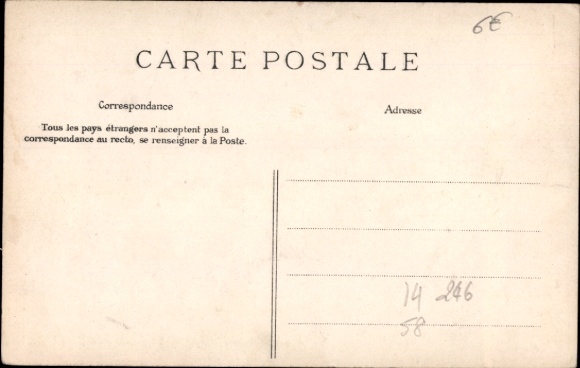 6€
CARTE POSTALE
Correspondance
Tous les pays étrangers n'acceptent pas la
correspondance au recto, se renseigner à la Poste.
Adresse
14 246
58